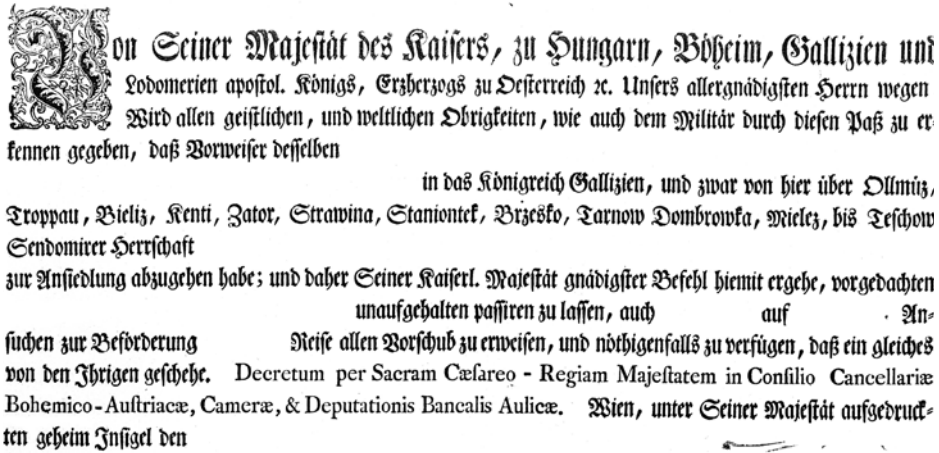 Von Seiner Majestät des Kaisers, zu Hungarn, Böheim, Gallizien und
Lodomerien apostol. Königs, Erzherzogs zu Oesterreich ꝛc. Unsers allergnädigsten Herrn wegen
Wird allen geistlichen, und weltlichen Obrigkeiten, wie auch dem Militär durch diesen Paß zu er-
kennen gegeben, daß Vorweiser desselben
in das Königreich Gallizien, und zwar von hier über Ollmüz,
Troppau, Bieliz, Kenti, Zator, Strawina, Staniontek, Brzesko, Tarnow Dombrowka, Mielez, bis Teschow
Sendomirer Herrschaft
zur Ansiedlung abzugehen habe; und daher Seiner Kaiserl. Majestät gnädigster Befehl hiemit ergehe, vorgedachten
unaufgehalten passiren zu lassen, auch auf An-
suchen zur Beförderung Reise allen Vorschub zu erweisen, und nöthigenfalls zu verfügen, daß ein gleiches
von den Ihrigen geschehe. Decretum per Sacram Cæsareo - Regiam Majestatem in Consilio Cancellariæ
Bohemico-Austriacæ, Cameræ, & Deputationis Bancalis Aulicæ. Wien, unter Seiner Majestät aufgedruck-
ten geheim Insigel den